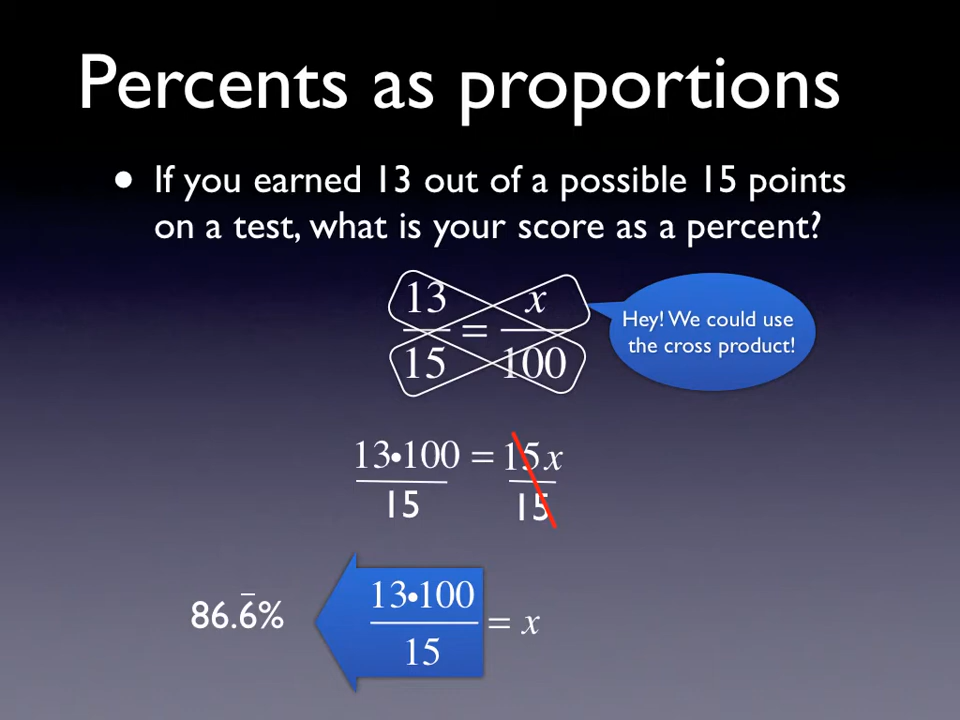 Percents as proportions
• If you earned 13 out of a possible 15 points
on a test, what is your score as a percent?
13/15 = x/100
Hey! We could use
the cross product!
13•100 = 15x
15 15
86.6̅% 13•100/15 = x